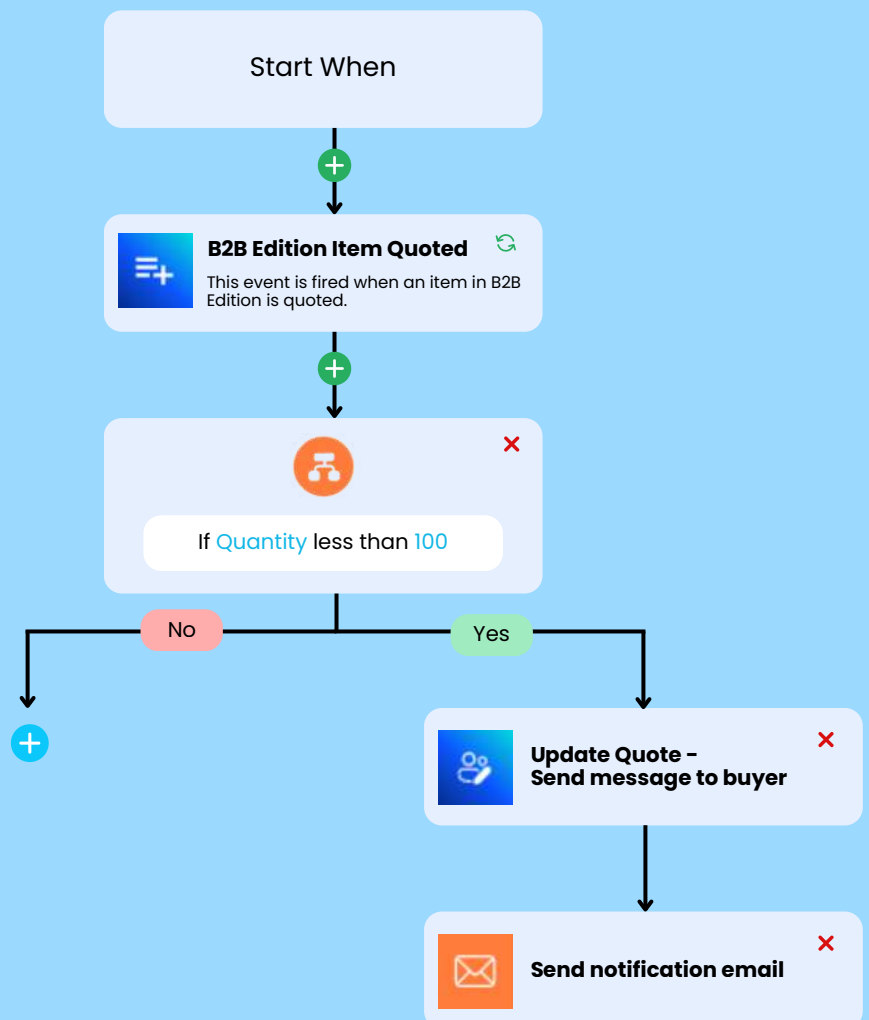 Start When
B2B Edition Item Quoted
This event is fired when an item in B2B
Edition is quoted.
If Quantity less than 100
No
Yes
Update Quote -
Send message to buyer
Send notification email